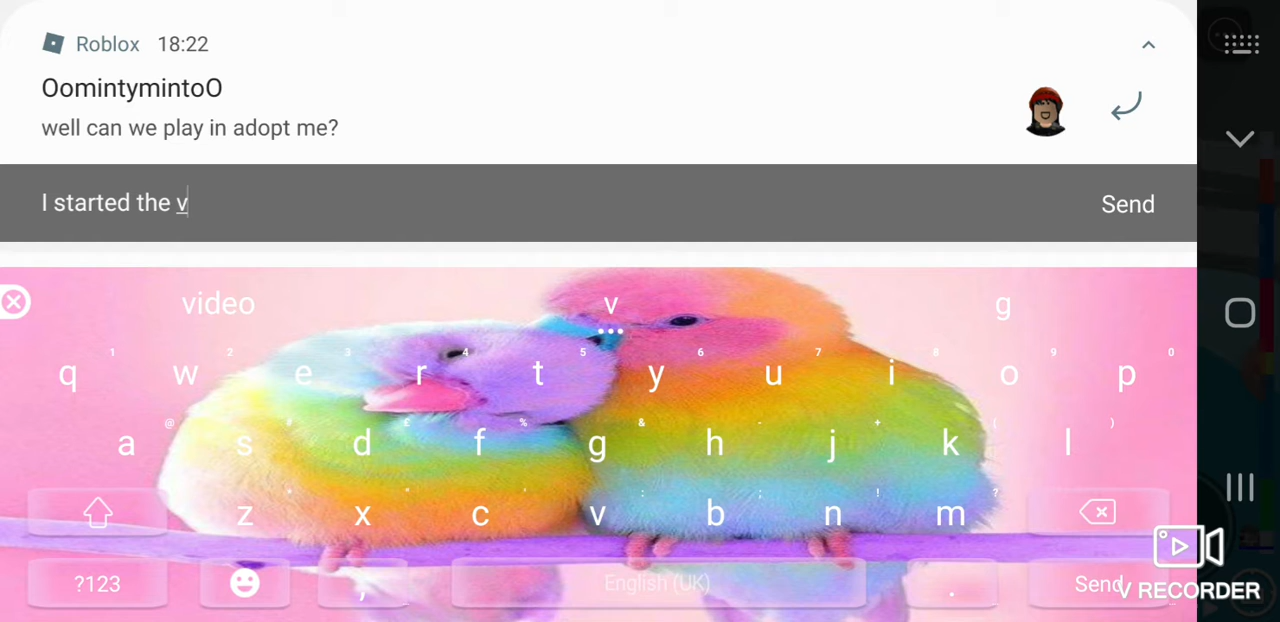 Roblox 18:22
OomintymintoO
well can we play in adopt me?
I started the v
Send
video v g
1 2 3 4 5 6 7 8 9 0
q w e r t y u i o p
@ # £ % & - + ( )
a s d f g h j k l
* " ' : ; ! ?
z x c v b n m
?123 , English (UK) . Send
V RECORDER